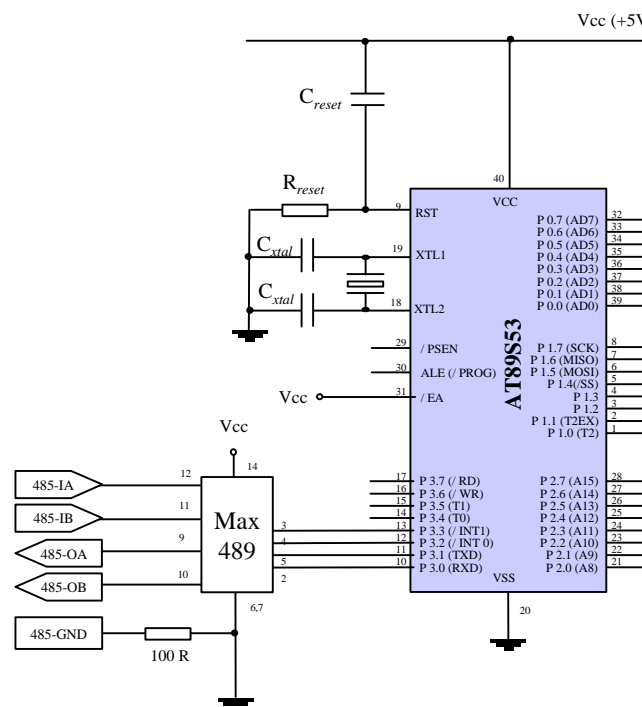 Vcc (+5V
C reset
R reset
C xtal
C xtal
40
VCC
9 RST
19 XTL1
18 XTL2
29 / PSEN
30 ALE (/ PROG)
Vcc 31 / EA
AT89S53
P 0.7 (AD7) 32
P 0.6 (AD6) 33
P 0.5 (AD5) 34
P 0.4 (AD4) 35
P 0.3 (AD3) 36
P 0.2 (AD2) 37
P 0.1 (AD1) 38
P 0.0 (AD0) 39
P 1.7 (SCK) 8
P 1.6 (MISO) 7
P 1.5 (MOSI) 6
P 1.4(/SS) 5
P 1.3 4
P 1.2 3
P 1.1 (T2EX) 2
P 1.0 (T2) 1
17 P 3.7 (/ RD)
16 P 3.6 (/ WR)
15 P 3.5 (T1)
14 P 3.4 (T0)
13 P 3.3 (/ INT1)
12 P 3.2 (/ INT 0)
11 P 3.1 (TXD)
10 P 3.0 (RXD)
P 2.7 (A15) 28
P 2.6 (A14) 27
P 2.5 (A13) 26
P 2.4 (A12) 25
P 2.3 (A11) 24
P 2.2 (A10) 23
P 2.1 (A9) 22
P 2.0 (A8) 21
VSS
20
Vcc
14
485-IA 12
485-IB 11
485-OA 9
485-OB 10
Max
489
3
4
5
2
6,7
485-GND
100 R